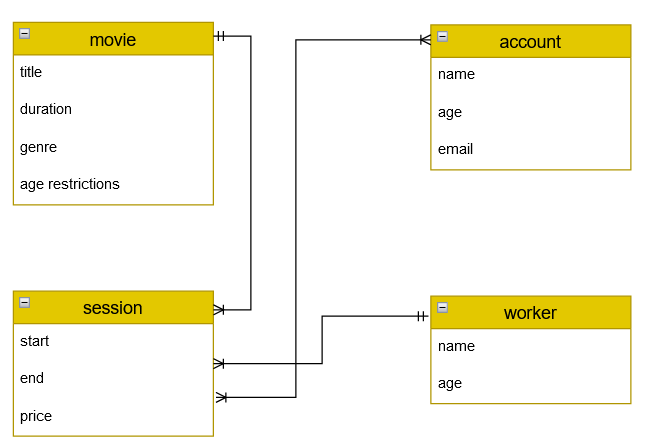 movie
title
duration
genre
age restrictions
account
name
age
email
session
start
end
price
worker
name
age